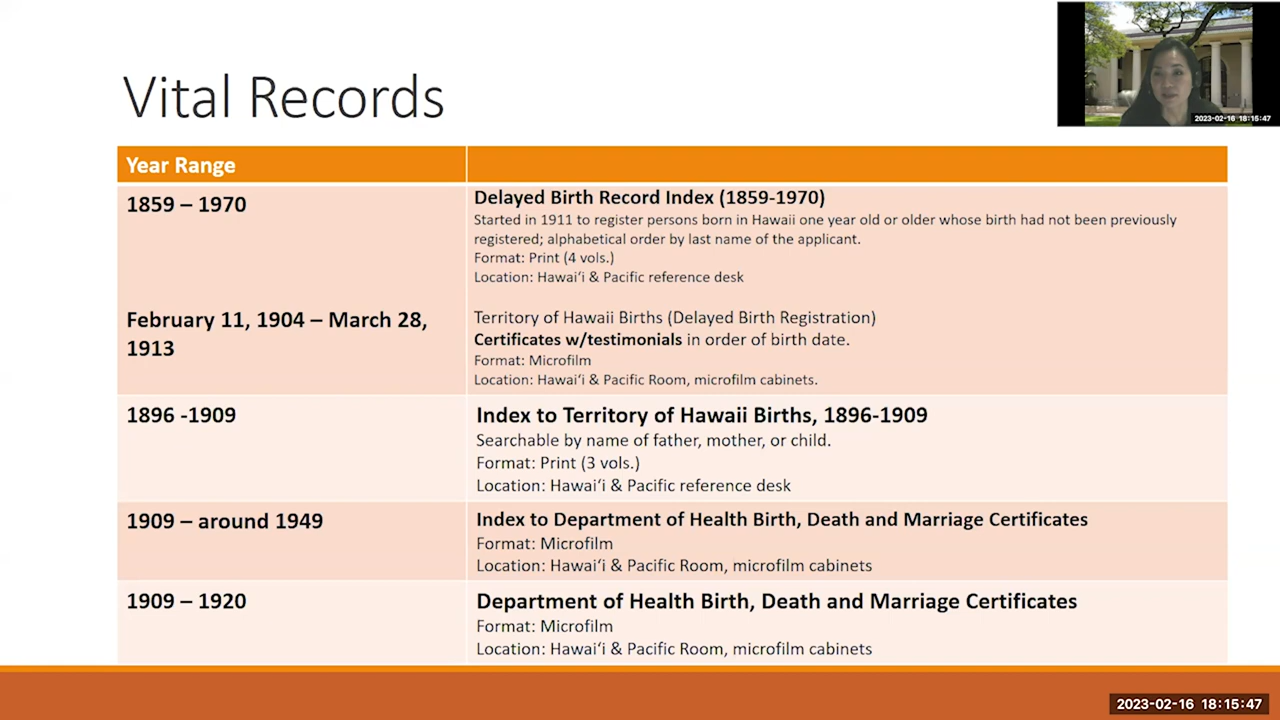 2023-02-16 18:15:47
Vital Records
Year Range
1859 – 1970
Delayed Birth Record Index (1859-1970)
Started in 1911 to register persons born in Hawaii one year old or older whose birth had not been previously
registered; alphabetical order by last name of the applicant.
Format: Print (4 vols.)
Location: Hawaiʻi & Pacific reference desk
February 11, 1904 – March 28,
1913
Territory of Hawaii Births (Delayed Birth Registration)
Certificates w/testimonials in order of birth date.
Format: Microfilm
Location: Hawaiʻi & Pacific Room, microfilm cabinets.
1896 -1909
Index to Territory of Hawaii Births, 1896-1909
Searchable by name of father, mother, or child.
Format: Print (3 vols.)
Location: Hawaiʻi & Pacific reference desk
1909 – around 1949
Index to Department of Health Birth, Death and Marriage Certificates
Format: Microfilm
Location: Hawaiʻi & Pacific Room, microfilm cabinets
1909 – 1920
Department of Health Birth, Death and Marriage Certificates
Format: Microfilm
Location: Hawaiʻi & Pacific Room, microfilm cabinets
2023-02-16 18:15:47